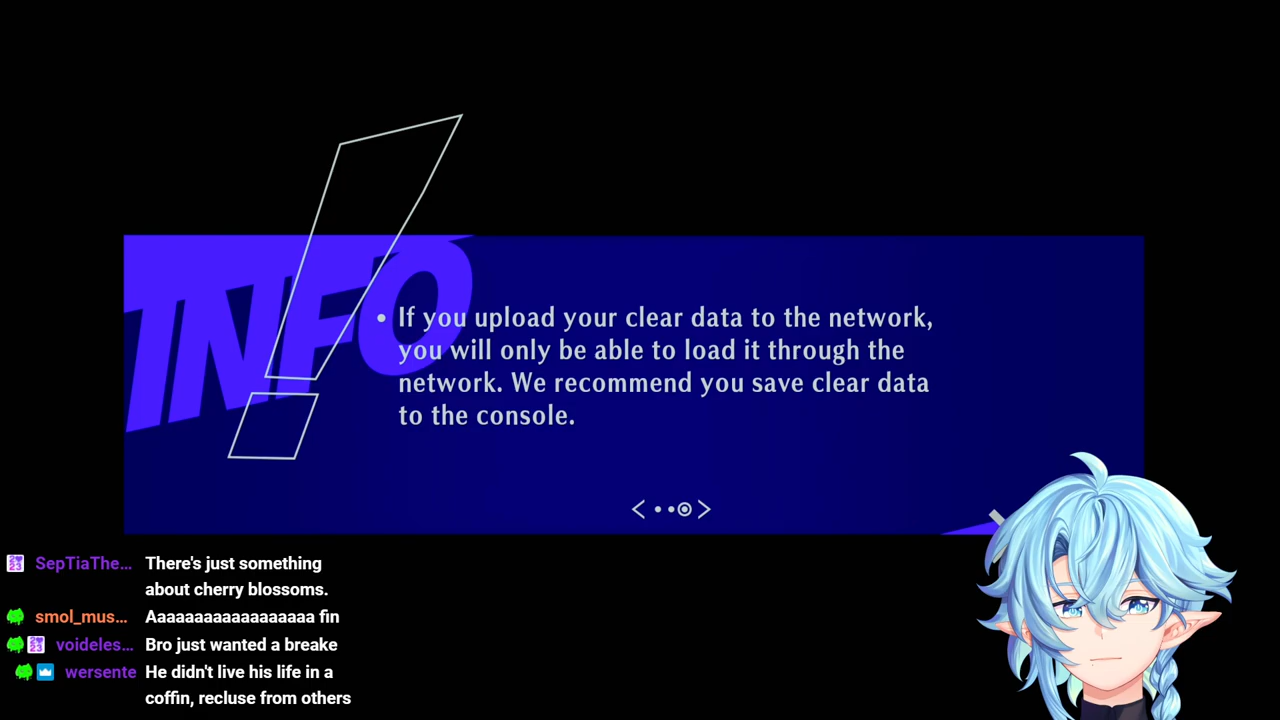 INFO
• If you upload your clear data to the network,
you will only be able to load it through the
network. We recommend you save clear data
to the console.
SepTiaThe... There's just something
about cherry blossoms.
smol_mus... Aaaaaaaaaaaaaaaaa fin
voideles... Bro just wanted a breake
wersente He didn't live his life in a
coffin, recluse from others